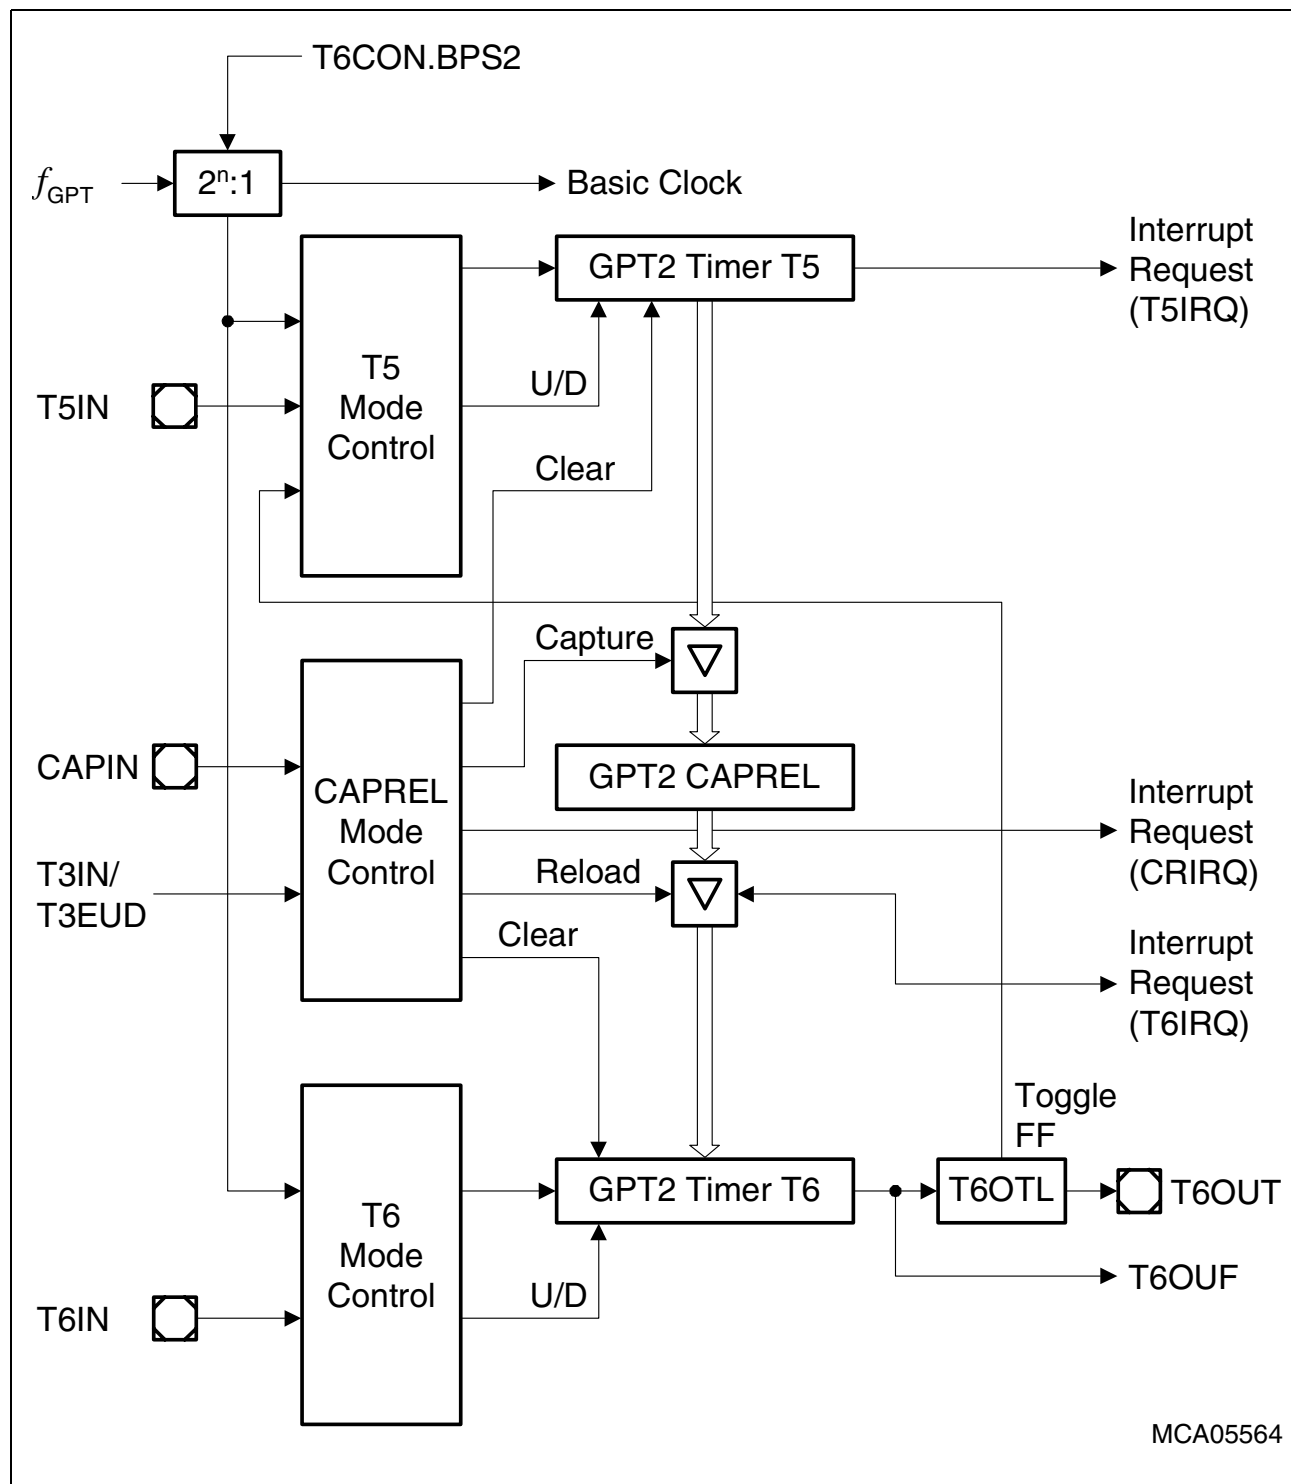 T6CON.BPS2
fGPT
2ⁿ:1
Basic Clock
Interrupt
Request
(T5IRQ)
GPT2 Timer T5
T5
Mode
Control
U/D
T5IN
Clear
Capture
CAPIN
CAPREL
Mode
Control
GPT2 CAPREL
Interrupt
Request
(CRIRQ)
T3IN/
T3EUD
Reload
Clear
Interrupt
Request
(T6IRQ)
Toggle
FF
GPT2 Timer T6
T6OTL
T6OUT
T6
Mode
Control
T6OUF
U/D
T6IN
MCA05564